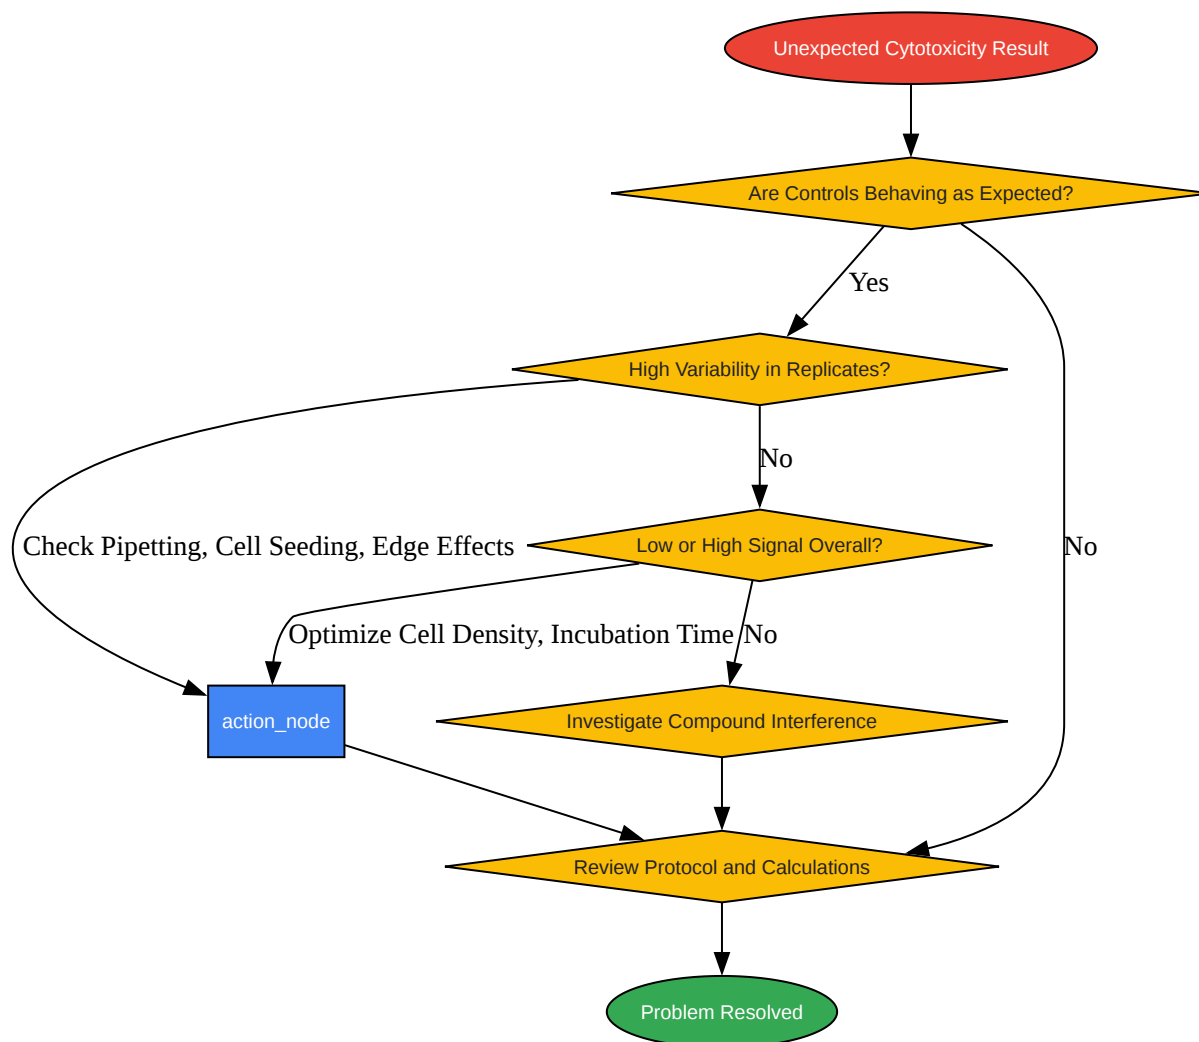 Unexpected Cytotoxicity Result
Are Controls Behaving as Expected?
Yes
High Variability in Replicates?
No
Check Pipetting, Cell Seeding, Edge Effects
Low or High Signal Overall?
No
Optimize Cell Density, Incubation Time
No
action_node
Investigate Compound Interference
Review Protocol and Calculations
Problem Resolved